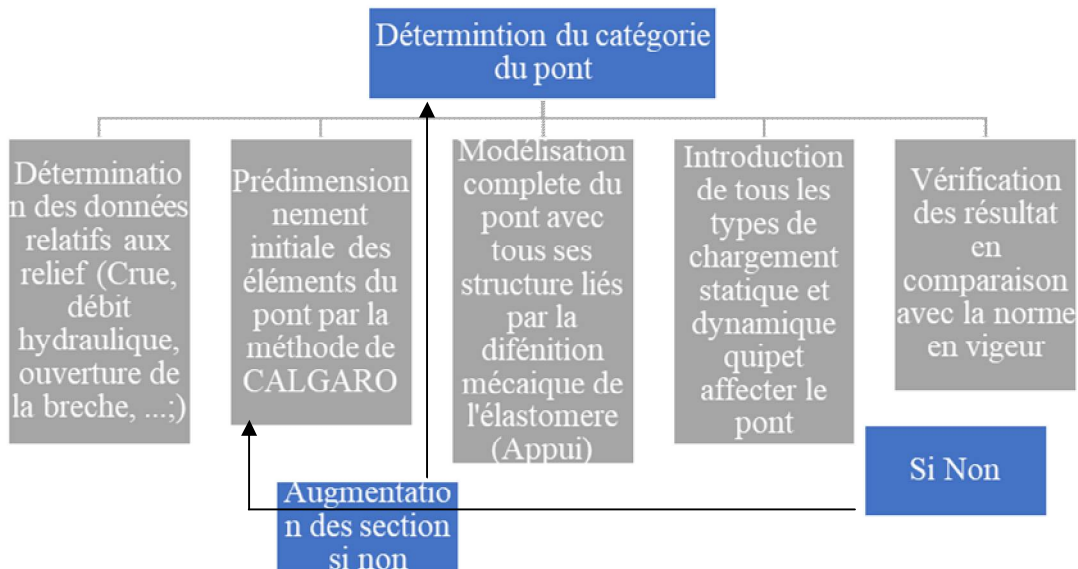 Détermintion du catégorie
du pont
Déterminatio
n des données
relatifs aux
relief (Crue,
débit
hydraulique,
ouverture de
la breche, ...;)
Prédimension
nement
initiale des
éléments du
pont par la
méthode de
CALGARO
Modélisation
complete du
pont avec
tous ses
structure liés
par la
difénition
mécaique de
l'élastomere
(Appui)
Introduction
de tous les
types de
chargement
statique et
dynamique
quipet
affecter le
pont
Vérification
des résultat
en
comparaison
avec la norme
en vigeur
Si Non
Augmentatio
n des section
si non